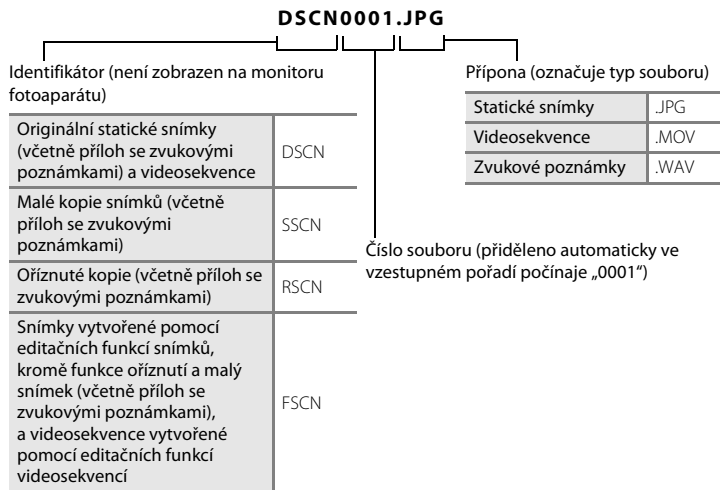 DSCN0001.JPG
Identifikátor (není zobrazen na monitoru
fotoaparátu)
Originální statické snímky
(včetně příloh se zvukovými
poznámkami) a videosekvence
DSCN
Malé kopie snímků (včetně
příloh se zvukovými
poznámkami)
SSCN
Oříznuté kopie (včetně příloh se
zvukovými poznámkami)
RSCN
Snímky vytvořené pomocí
editačních funkcí snímků,
kromě funkce oříznutí a malý
snímek (včetně příloh se
zvukovými poznámkami),
a videosekvence vytvořené
pomocí editačních funkcí
videosekvencí
FSCN
Přípona (označuje typ souboru)
Statické snímky .JPG
Videosekvence .MOV
Zvukové poznámky .WAV
Číslo souboru (přiděleno automaticky ve
vzestupném pořadí počínaje „0001“)